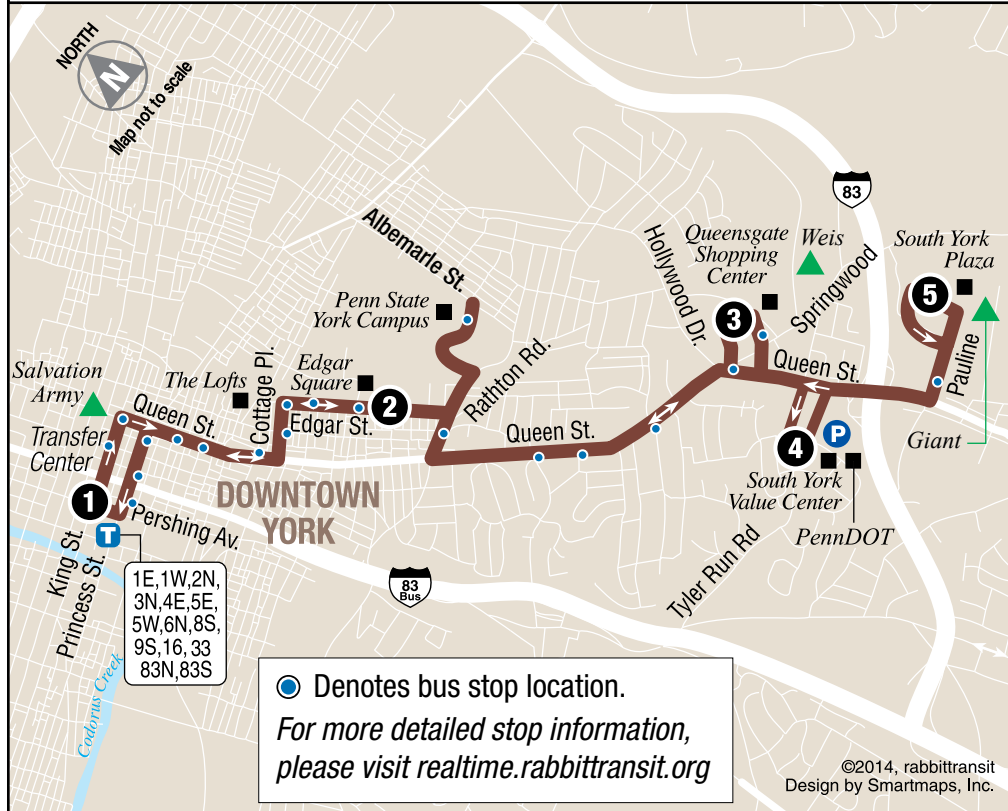 NORTH
N
Map not to scale
83
Albemarle St.
Hollywood Dr.
Queensgate
Shopping
Center
Weis
Springwood
South York
Plaza
5
Penn State
York Campus
3
Salvation
Army
The Lofts
Cottage Pl.
Edgar
Square
2
Rathton Rd.
Queen St.
Pauline
Queen St.
Edgar St.
Queen St.
Transfer
Center
4
P
Giant
South York
Value Center
PennDOT
1
DOWNTOWN
YORK
Pershing Av.
T
King St.
Princess St.
83
Bus
Tyler Run Rd
1E,1W,2N,
3N,4E,5E,
5W,6N,8S,
9S,16,33
83N,83S
Codorus Creek
Denotes bus stop location.
For more detailed stop information,
please visit realtime.rabbittransit.org
©2014, rabbittransit
Design by Smartmaps, Inc.